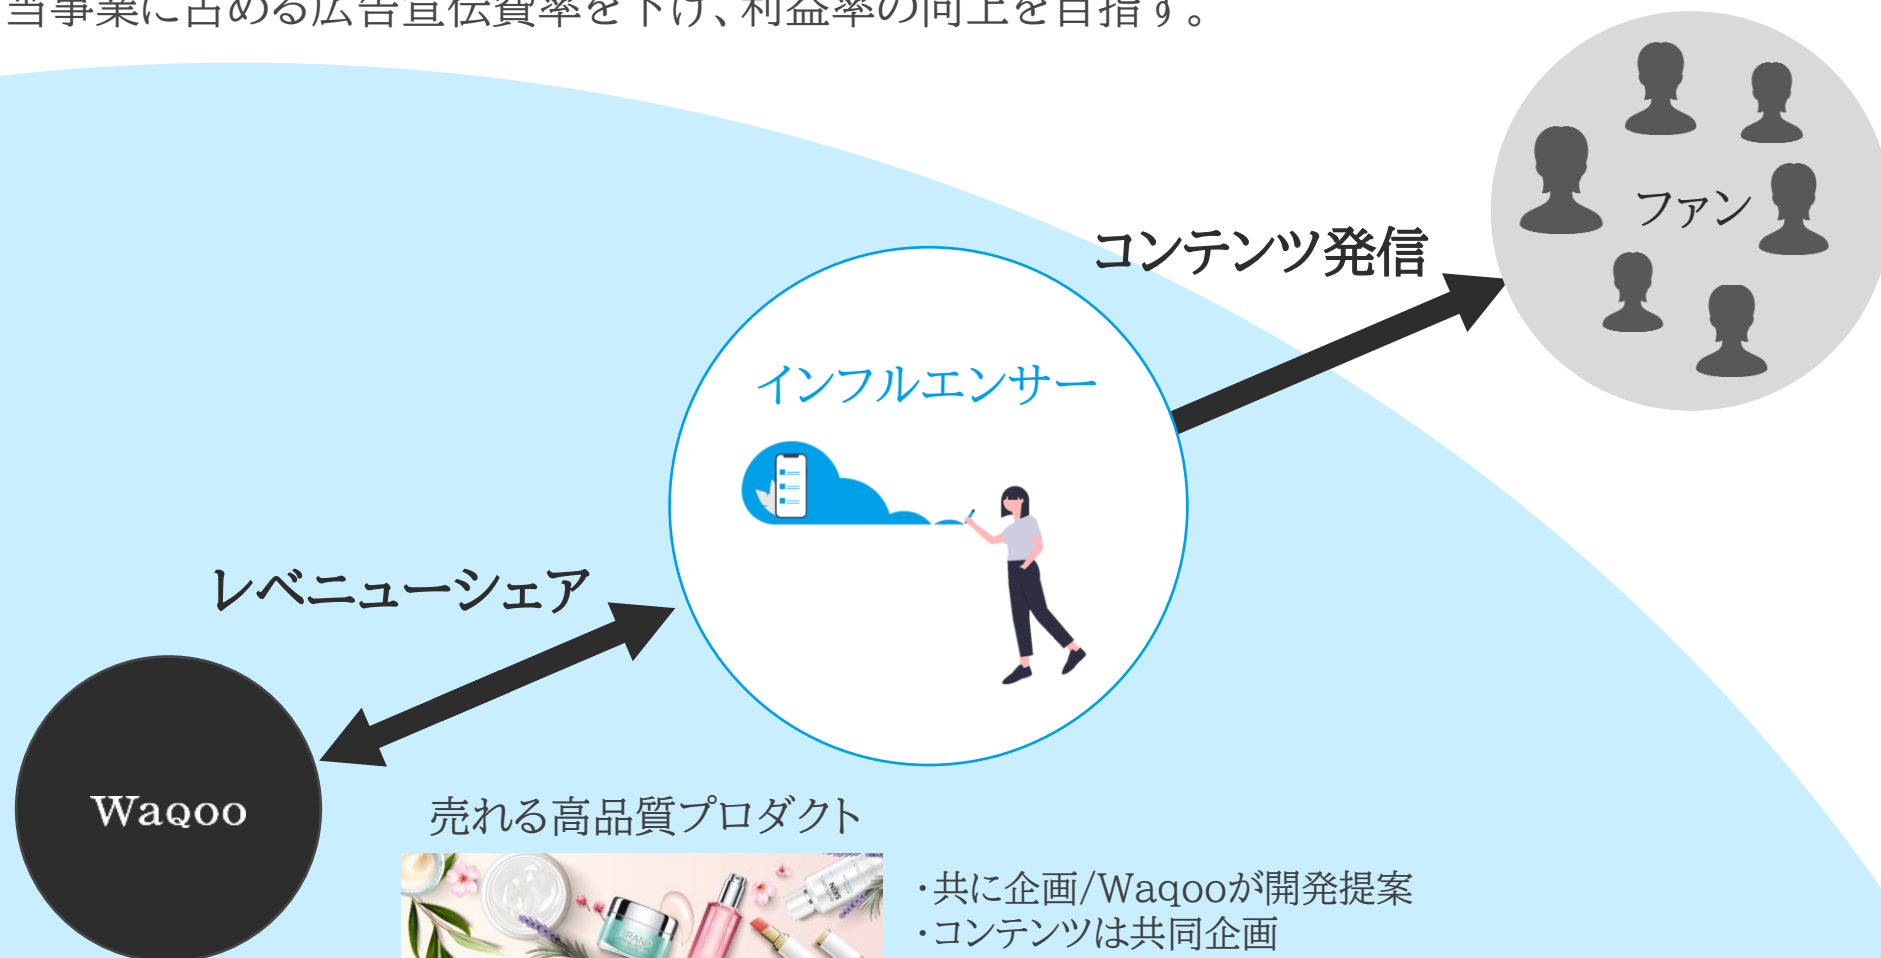 当事業に占める広告宣伝費率を下げ、利益率の向上を目指す。
ファン
コンテンツ発信
インフルエンサー
レベニューシェア
Waqoo
売れる高品質プロダクト
・共に企画/Waqooが開発提案
・コンテンツは共同企画